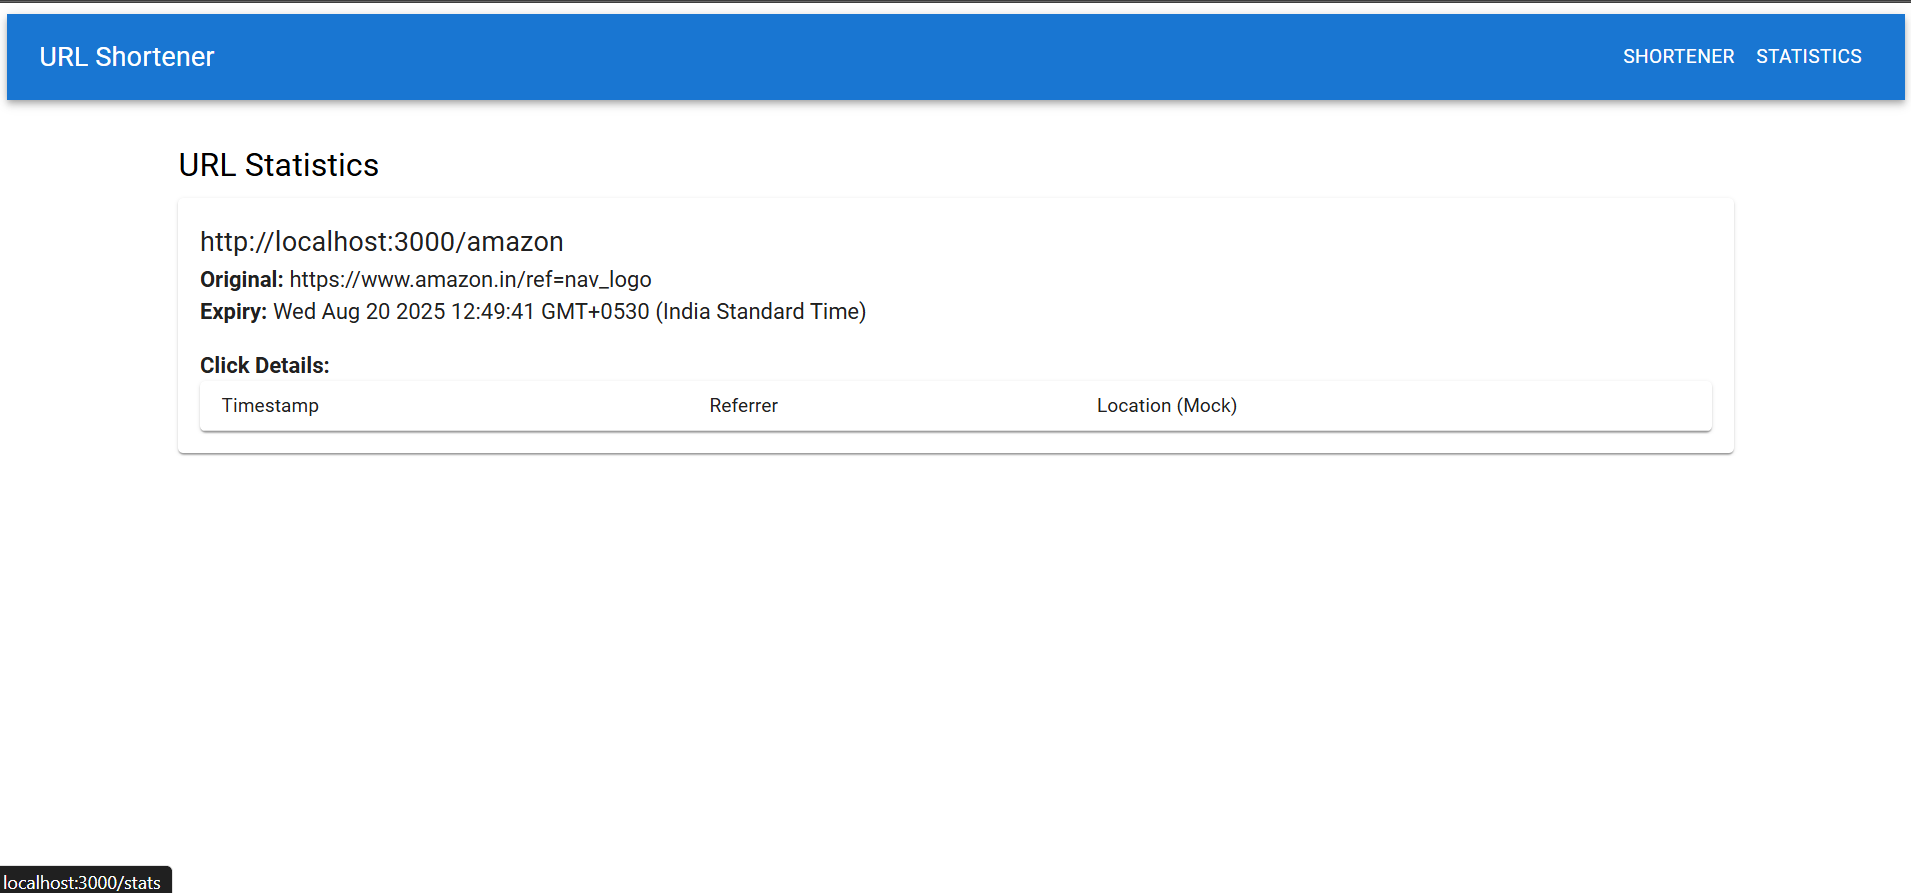 URL Shortener SHORTENER STATISTICS
URL Statistics
http://localhost:3000/amazon
Original: https://www.amazon.in/ref=nav_logo
Expiry: Wed Aug 20 2025 12:49:41 GMT+0530 (India Standard Time)
Click Details:
Timestamp Referrer Location (Mock)
localhost:3000/stats